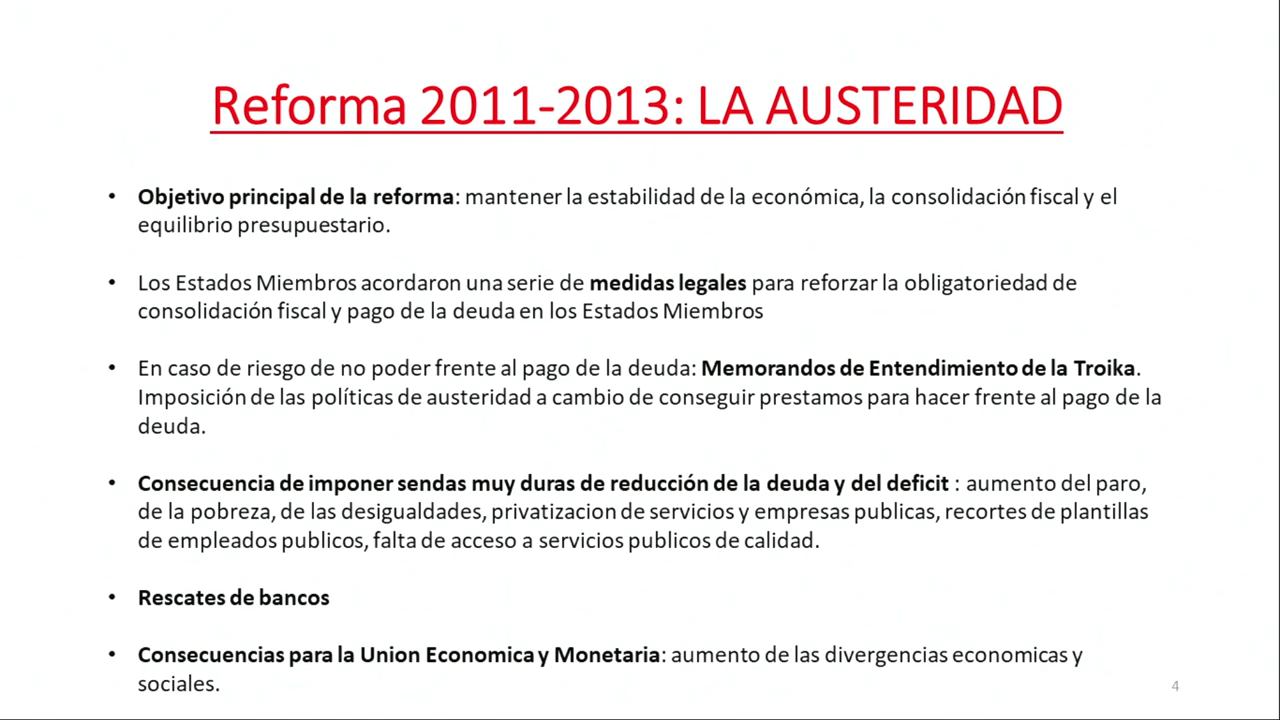 Reforma 2011-2013: LA AUSTERIDAD
• Objetivo principal de la reforma: mantener la estabilidad de la económica, la consolidación fiscal y el
equilibrio presupuestario.
• Los Estados Miembros acordaron una serie de medidas legales para reforzar la obligatoriedad de
consolidación fiscal y pago de la deuda en los Estados Miembros
• En caso de riesgo de no poder frente al pago de la deuda: Memorandos de Entendimiento de la Troika.
Imposición de las políticas de austeridad a cambio de conseguir prestamos para hacer frente al pago de la
deuda.
• Consecuencia de imponer sendas muy duras de reducción de la deuda y del deficit : aumento del paro,
de la pobreza, de las desigualdades, privatizacion de servicios y empresas publicas, recortes de plantillas
de empleados publicos, falta de acceso a servicios publicos de calidad.
• Rescates de bancos
• Consecuencias para la Union Economica y Monetaria: aumento de las divergencias economicas y
sociales.
4